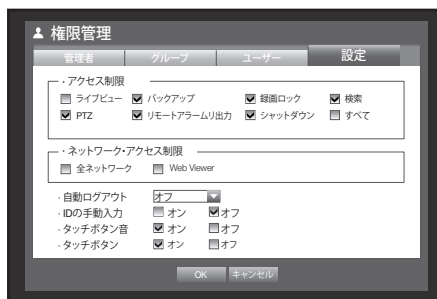 権限管理
管理者 グループ ユーザー 設定
・アクセス制限
ライブビュー バックアップ 録画ロック 検索
PTZ リモートアラームリ出力 シャットダウン すべて
・ネットワーク・アクセス制限
全ネットワーク Web Viewer
・自動ログアウト オフ
・IDの手動入力 オン オフ
・タッチボタン音 オン オフ
・タッチボタン オン オフ
OK キャンセル